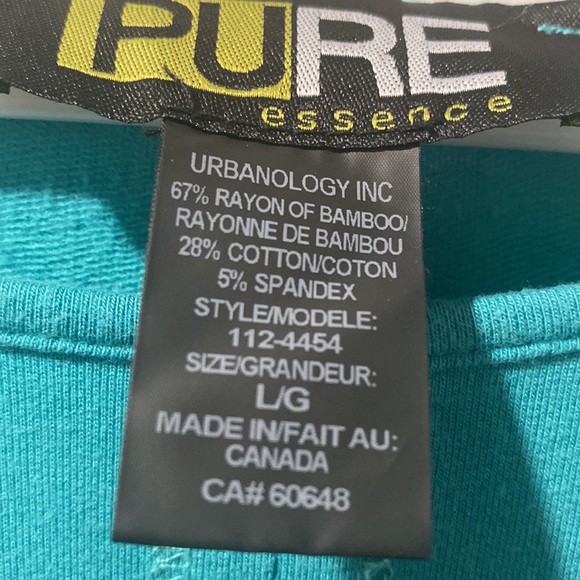 PURE
essence
URBANOLOGY INC
67% RAYON OF BAMBOO/
RAYONNE DE BAMBOU
28% COTTON/COTON
5% SPANDEX
STYLE/MODELE:
112-4454
SIZE/GRANDEUR:
L/G
MADE IN/FAIT AU:
CANADA
CA# 60648